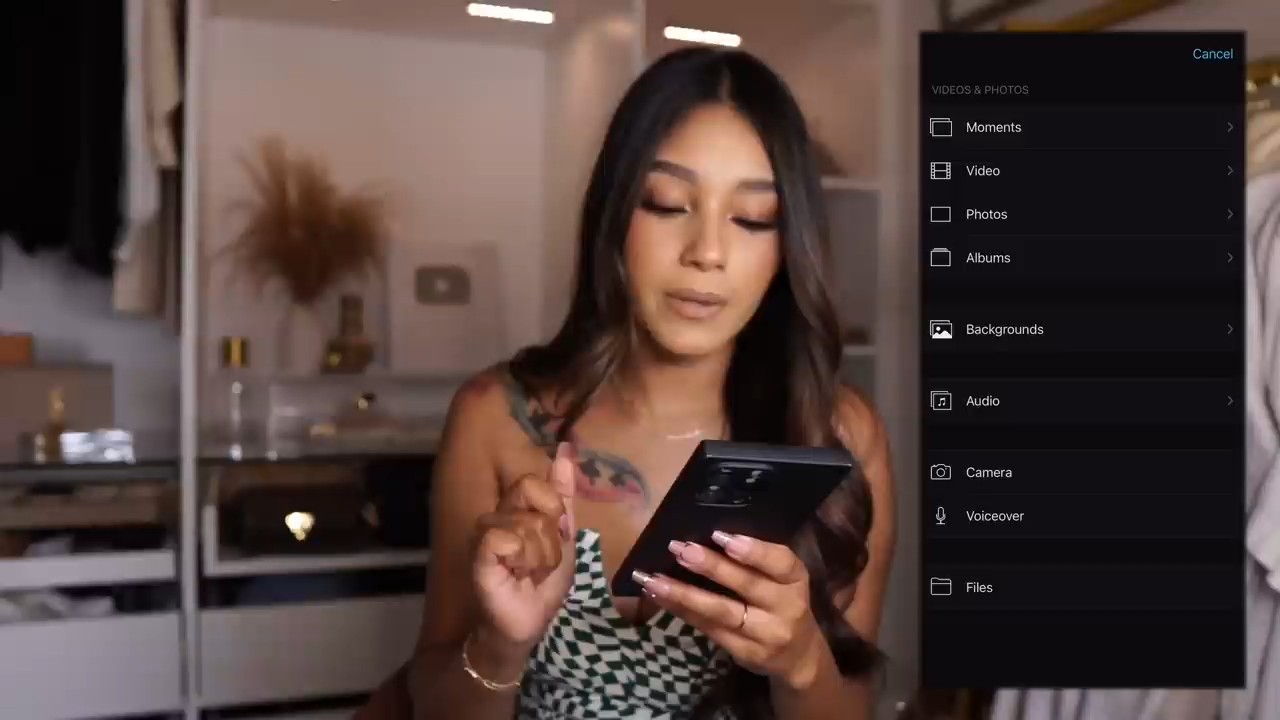 Cancel
VIDEOS & PHOTOS
Moments
Video
Photos
Albums
Backgrounds
Audio
Camera
Voiceover
Files